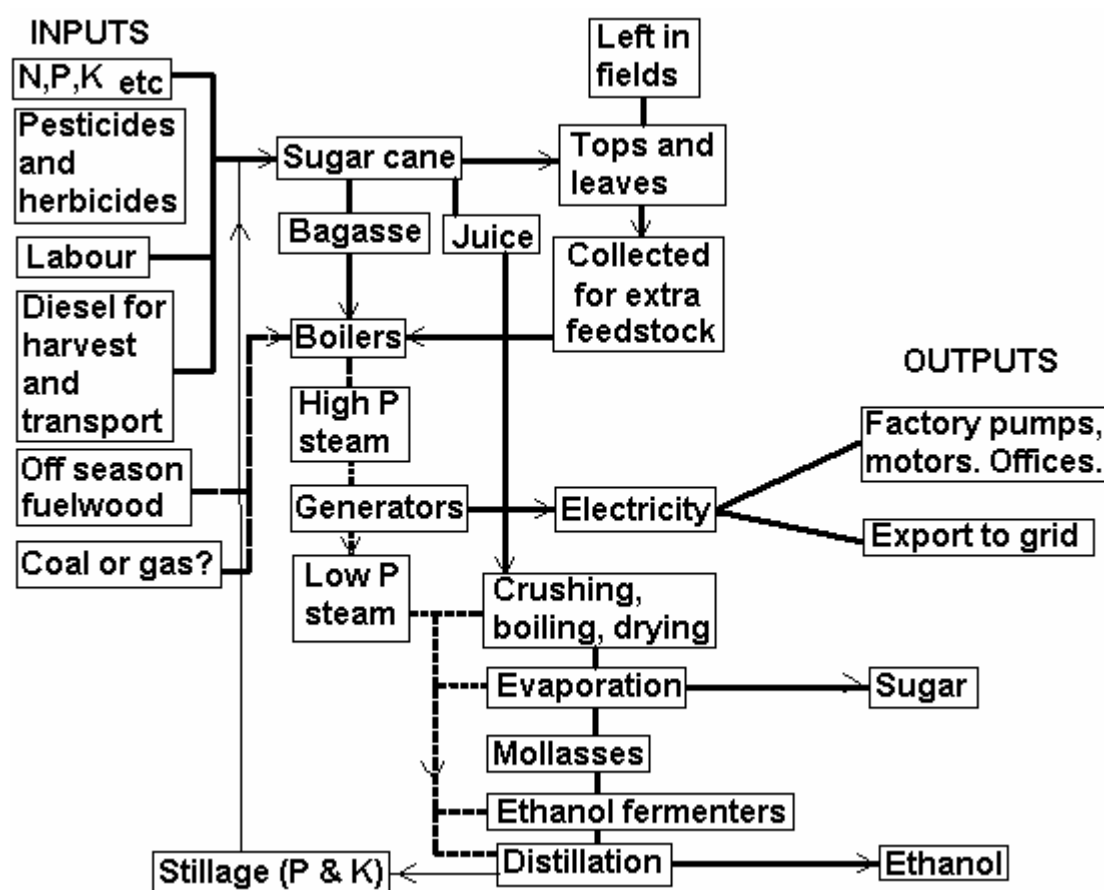 INPUTS
N,P,K etc
Pesticides
and
herbicides
Labour
Diesel for
harvest
and
transport
Off season
fuelwood
Coal or gas?
Left in
fields
Sugar cane
Tops and
leaves
Bagasse
Juice
Collected
for extra
feedstock
Boilers
High P
steam
Generators
Electricity
Low P
steam
OUTPUTS
Factory pumps,
motors. Offices.
Export to grid
Crushing,
boiling, drying
Evaporation
Sugar
Mollasses
Ethanol fermenters
Distillation
Ethanol
Stillage (P & K)